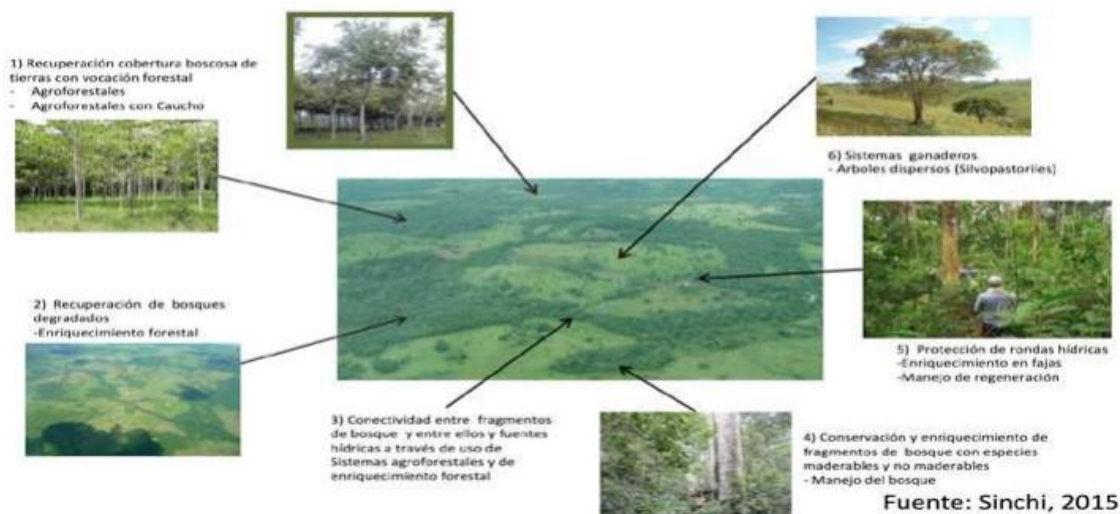 1) Recuperación cobertura boscosa de
tierras con vocación forestal
- Agroforestales
- Agroforestales con Caucho
2) Recuperación de bosques
degradados
-Enriquecimiento forestal
3) Conectividad entre fragmentos
de bosque y entre ellos y fuentes
hídricas a través de uso de
Sistemas agroforestales y de
enriquecimiento forestal
4) Conservación y enriquecimiento de
fragmentos de bosque con especies
maderables y no maderables
- Manejo del bosque
5) Protección de rondas hídricas
-Enriquecimiento en fajas
-Manejo de regeneración
6) Sistemas ganaderos
- Arboles dispersos (Silvopastoriles)
Fuente: Sinchi, 2015